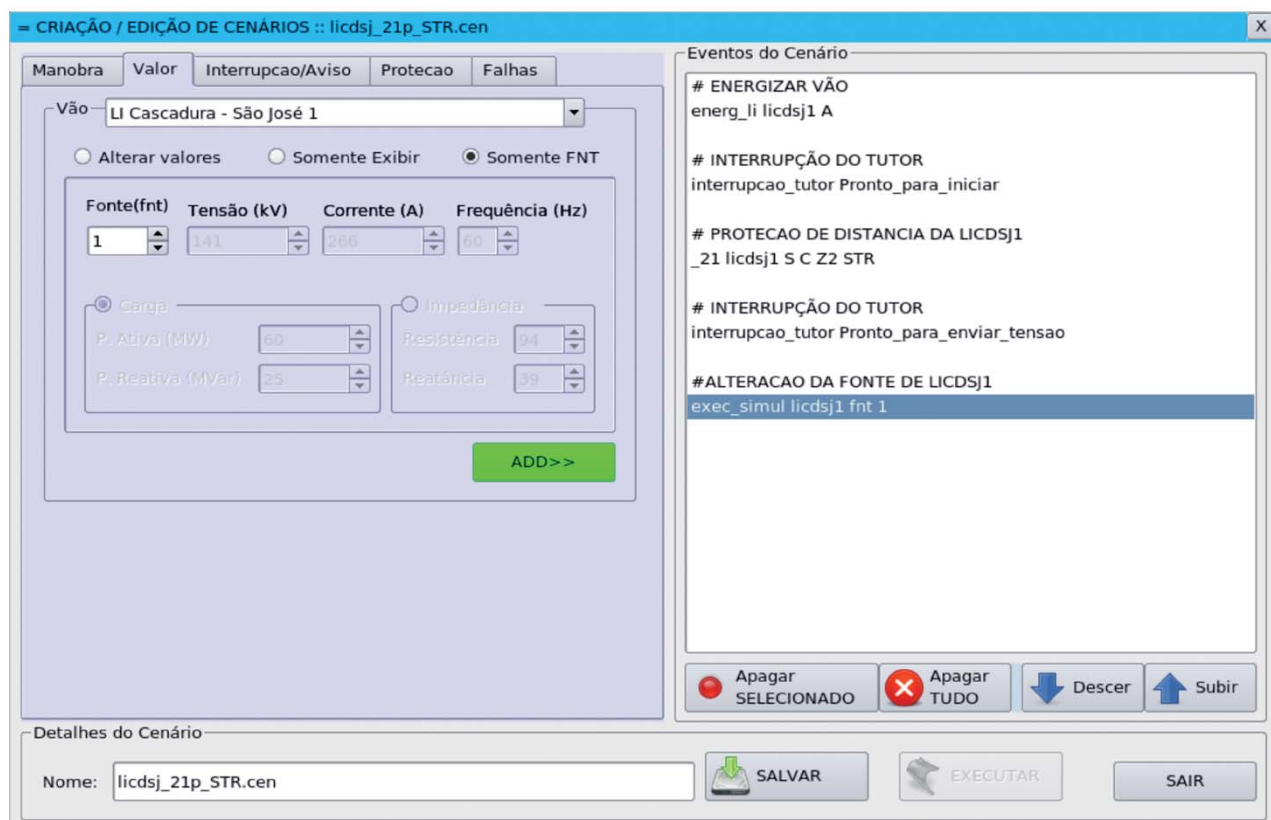 = CRIAÇÃO / EDIÇÃO DE CENÁRIOS :: licdsj_21p_STR.cen X
Manobra Valor Interrupcao/Aviso Protecao Falhas
Vão LI Cascadura - São José 1
Alterar valores Somente Exibir Somente FNT
Fonte(fnt) Tensão (kV) Corrente (A) Frequência (Hz)
1 141 266 60
Carga Impedância
P. Ativa (MW) 60 Resistência 94
P. Reativa (MVar) 25 Reatância 39
ADD>>
Eventos do Cenário
# ENERGIZAR VÃO
energ_li licdsj1 A
# INTERRUPÇÃO DO TUTOR
interrupcao_tutor Pronto_para_iniciar
# PROTECAO DE DISTANCIA DA LICDSJ1
_21 licdsj1 S C Z2 STR
# INTERRUPÇÃO DO TUTOR
interrupcao_tutor Pronto_para_enviar_tensao
#ALTERACAO DA FONTE DE LICDSJ1
exec_simul licdsj1 fnt 1
Apagar SELECIONADO
Apagar TUDO
Descer
Subir
Detalhes do Cenário
Nome: licdsj_21p_STR.cen
SALVAR
EXECUTAR
SAIR